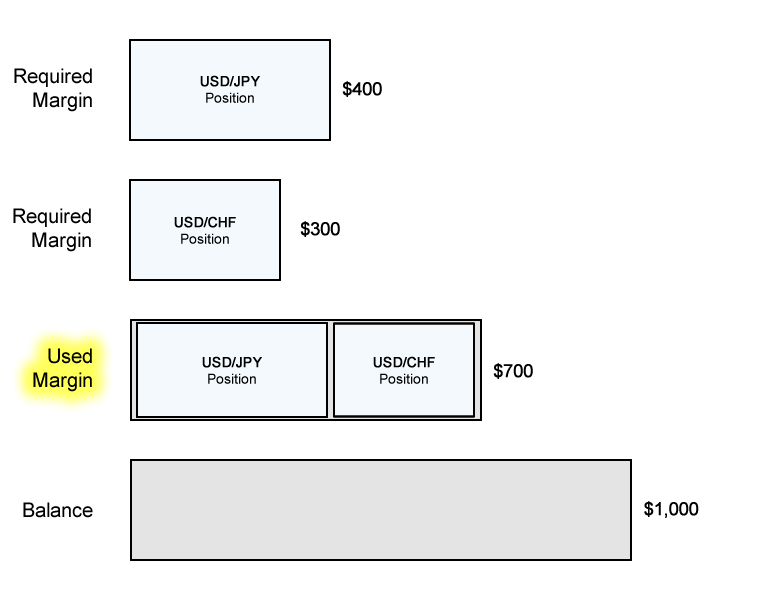 Required
Margin
USD/JPY
Position
$400
Required
Margin
USD/CHF
Position
$300
Used
Margin
USD/JPY
Position
USD/CHF
Position
$700
Balance
$1,000